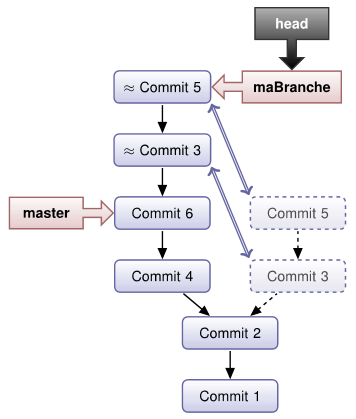 head
≈ Commit 5
maBranche
≈ Commit 3
master
Commit 6
Commit 5
Commit 4
Commit 3
Commit 2
Commit 1